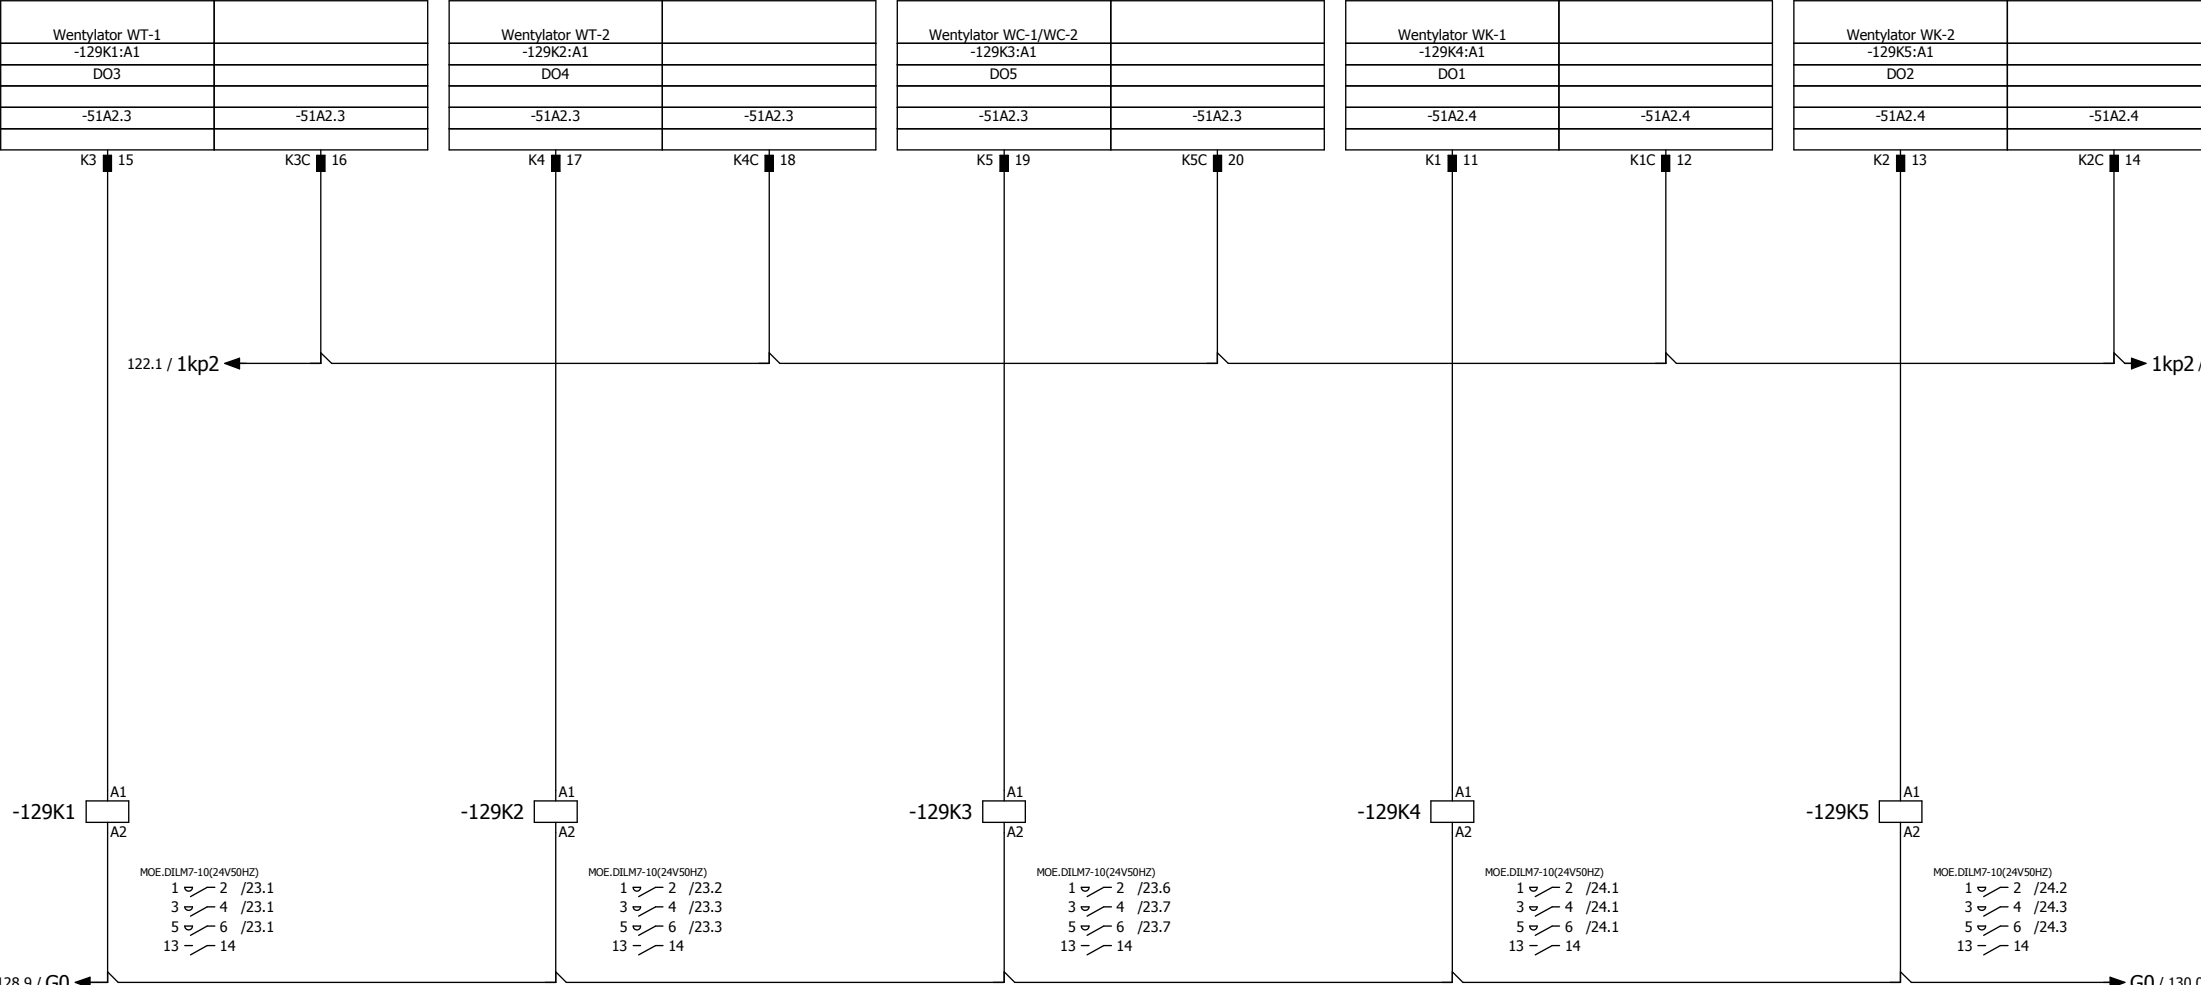 Wentylator WT-1
-129K1:A1
DO3
-51A2.3 -51A2.3
K3 15 K3C 16
Wentylator WT-2
-129K2:A1
DO4
-51A2.3 -51A2.3
K4 17 K4C 18
Wentylator WC-1/WC-2
-129K3:A1
DO5
-51A2.3 -51A2.3
K5 19 K5C 20
Wentylator WK-1
-129K4:A1
DO1
-51A2.4 -51A2.4
K1 11 K1C 12
Wentylator WK-2
-129K5:A1
DO2
-51A2.4 -51A2.4
K2 13 K2C 14
122.1 / 1kp2
1kp2 /
A1
-129K1
A2
MOE.DILM7-10(24V50HZ)
1 2 /23.1
3 4 /23.1
5 6 /23.1
13 14
A1
-129K2
A2
MOE.DILM7-10(24V50HZ)
1 2 /23.2
3 4 /23.3
5 6 /23.3
13 14
A1
-129K3
A2
MOE.DILM7-10(24V50HZ)
1 2 /23.6
3 4 /23.7
5 6 /23.7
13 14
A1
-129K4
A2
MOE.DILM7-10(24V50HZ)
1 2 /24.1
3 4 /24.1
5 6 /24.1
13 14
A1
-129K5
A2
MOE.DILM7-10(24V50HZ)
1 2 /24.2
3 4 /24.3
5 6 /24.3
13 14
128.9 / G0
G0 / 130.0